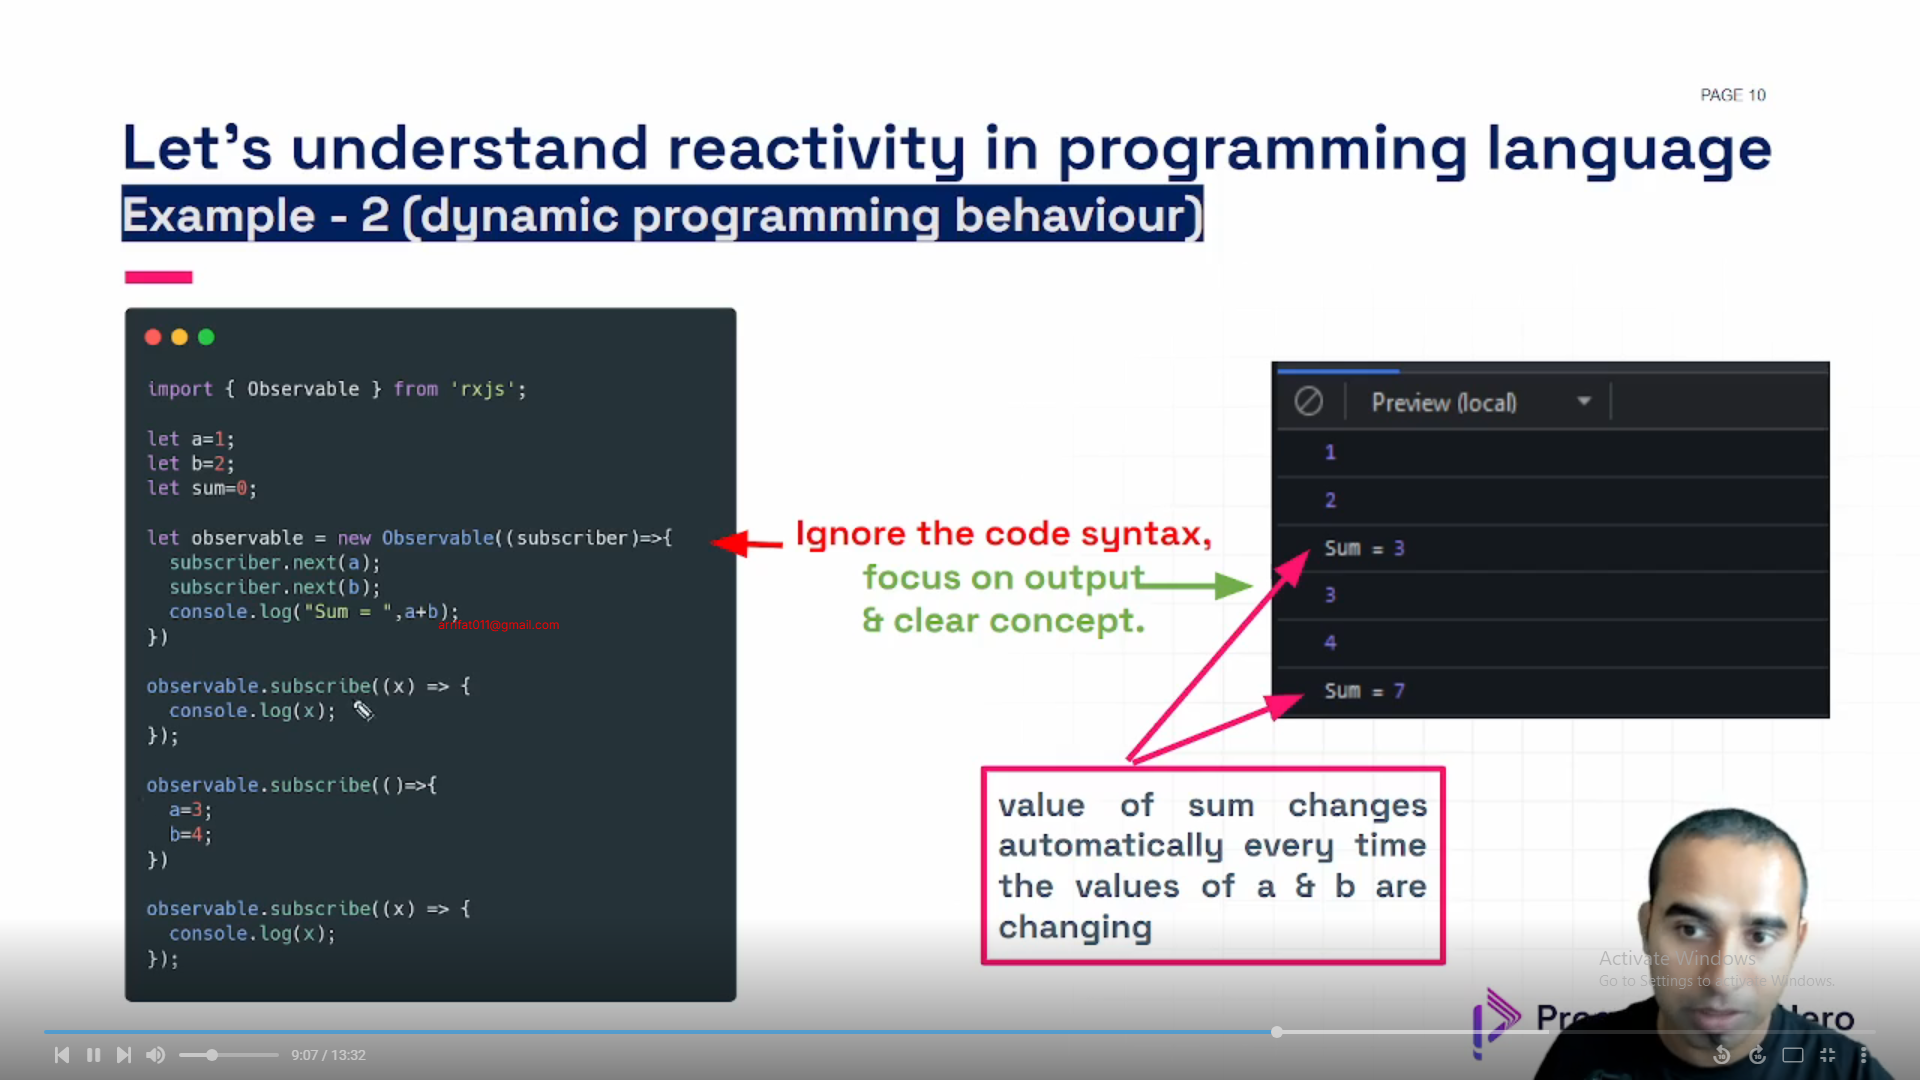 PAGE 10
Let's understand reactivity in programming language
Example - 2 (dynamic programming behaviour)
import { Observable } from 'rxjs';
let a=1;
let b=2;
let sum=0;
let observable = new Observable((subscriber)=>{
subscriber.next(a);
subscriber.next(b);
console.log("Sum = ",a+b);
})
arnfat011@gmail.com
observable.subscribe((x) => {
console.log(x);
});
observable.subscribe(()=>{
a=3;
b=4;
})
observable.subscribe((x) => {
console.log(x);
});
Ignore the code syntax,
focus on output
& clear concept.
Preview (local)
1
2
Sum = 3
3
4
Sum = 7
value of sum changes
automatically every time
the values of a & b are
changing
Activate Windows
Go to Settings to activate Windows.
9:07 / 13:32